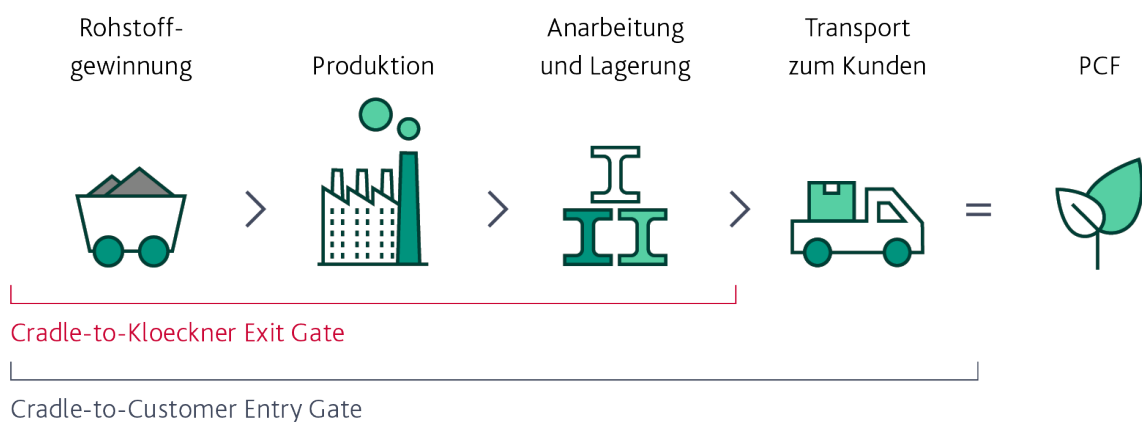 Rohstoff-
gewinnung
Produktion
Anarbeitung
und Lagerung
Transport
zum Kunden
PCF
=
Cradle-to-Kloeckner Exit Gate
Cradle-to-Customer Entry Gate